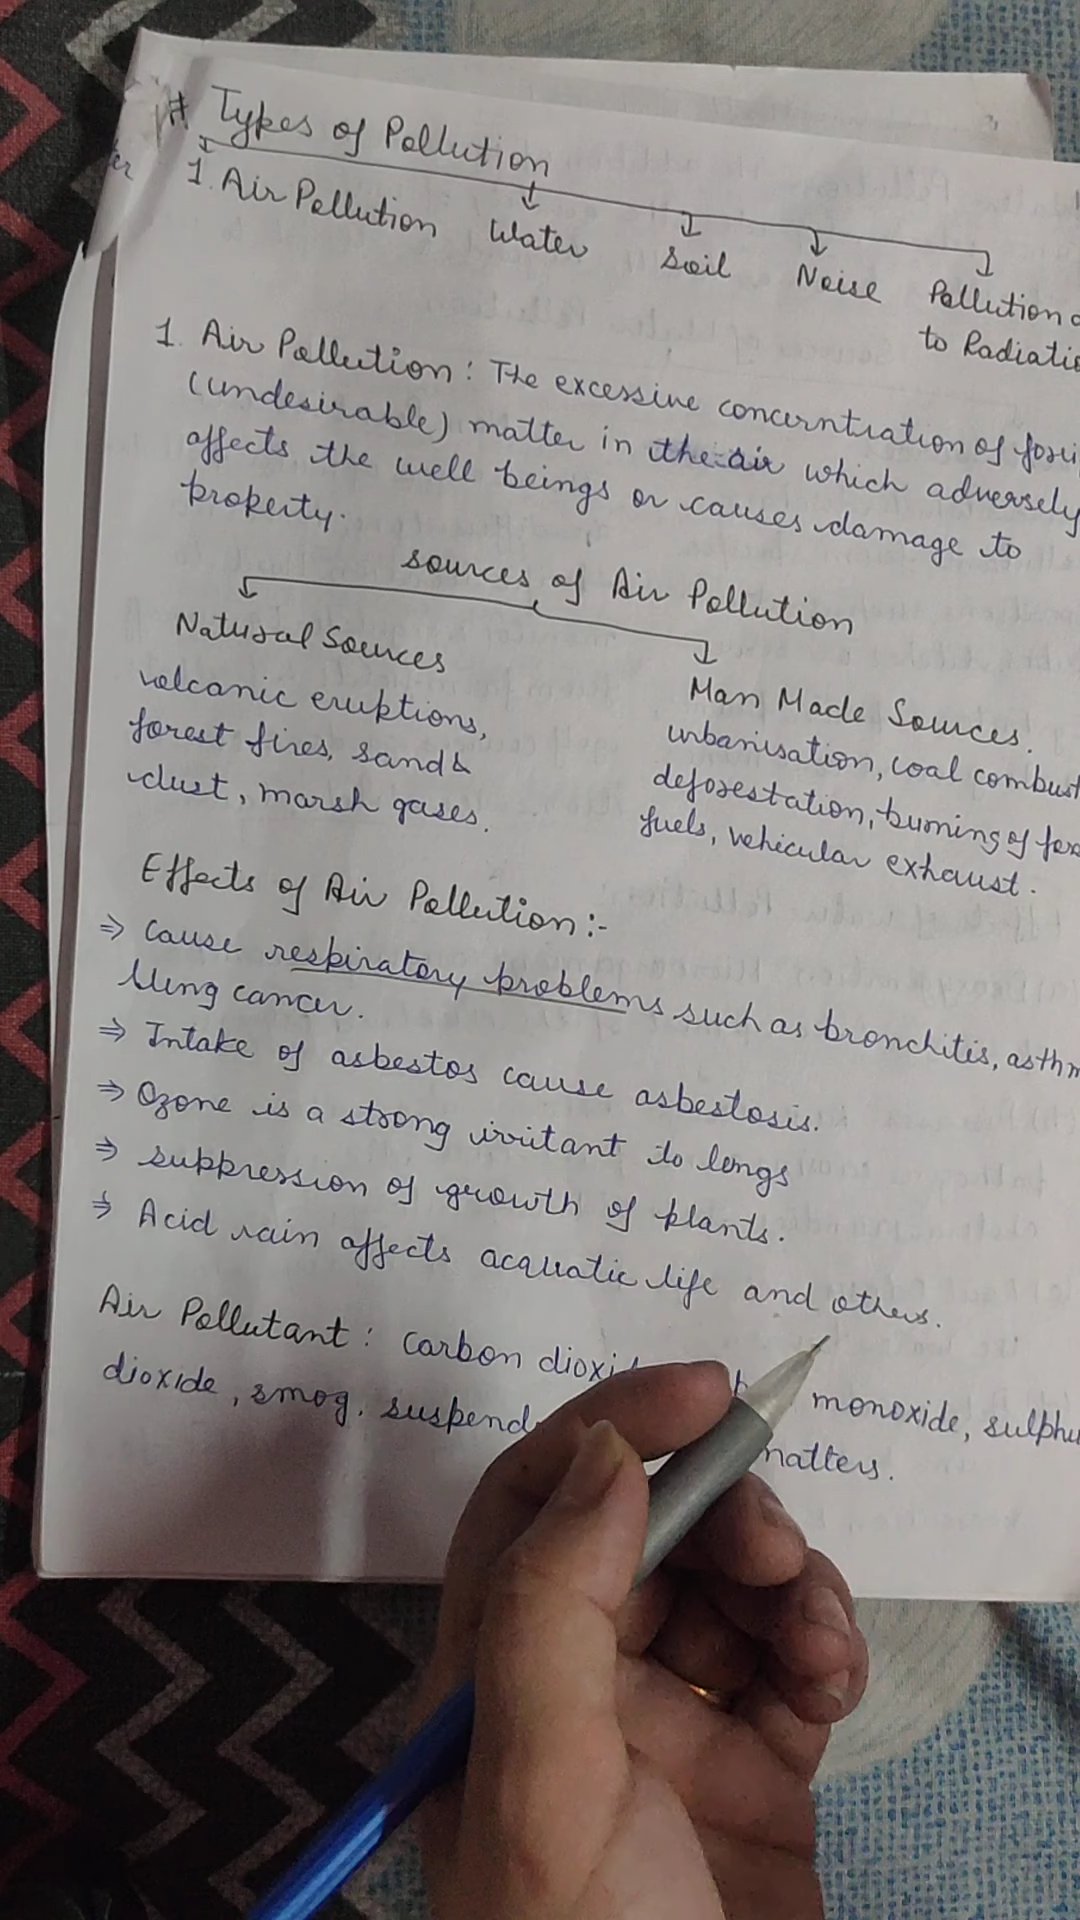 # Types of Pollution
1. Air Pollution Water Soil Noise Pollution
to
1. Air Pollution: The excessive concerntration of
(undesirable) matter in the air which adversely
affects the well beings or causes damage to
property.
sources of Air Pollution
Natural Sources
Man Made Sources.
volcanic eruptions,
forest fires, sand &
dust, marsh gases.
urbanisation, coal
deforestation, burning of
fuels, vehicular exhaust.
Effects of Air Pollution:-
⇒ Cause respiratory problems such as bronchitis,
lung cancer.
⇒ Intake of asbestos cause asbestosis.
⇒ Ozone is a strong irritant to lengs
⇒ suppression of growth of plants.
⇒ Acid rain affects acquatic life and others.
Air Pollutant: carbon monoxide,
dioxide, smog. matters.